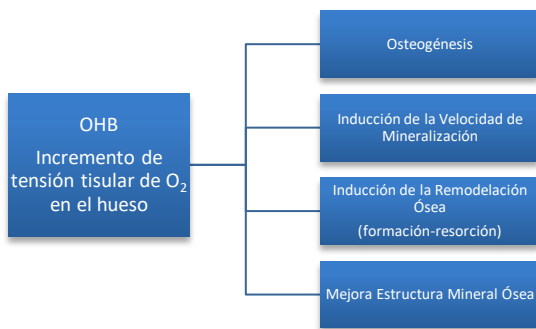 OHB
Incremento de
tensión tisular de O₂
en el hueso
Osteogénesis
Inducción de la Velocidad de
Mineralización
Inducción de la Remodelación
Ósea
(formación-resorción)
Mejora Estructura Mineral Ósea